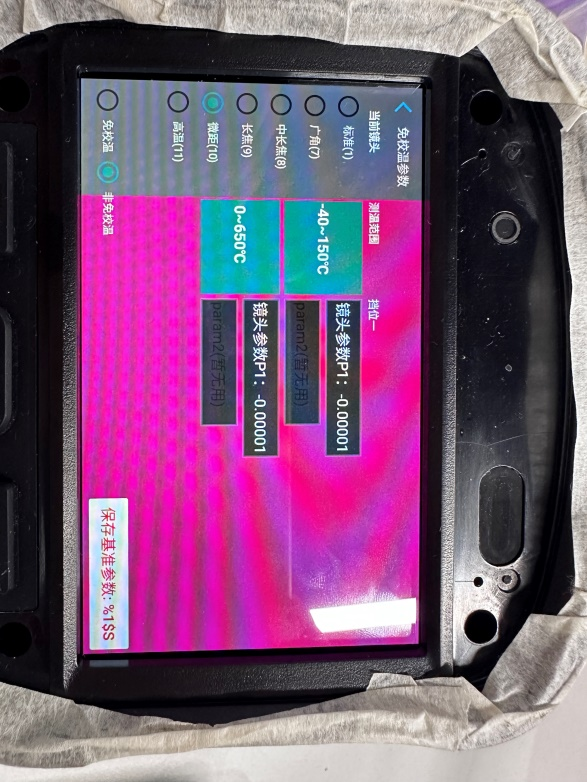 免校温参数
当前镜头
测温范围
挡位一
标准(1)
广角(7)
中长焦(8)
长焦(9)
微距(10)
高温(11)
-40~150℃
镜头参数P1: -0.00001
param2(暂无用)
0~650℃
镜头参数P1: -0.00001
param2(暂无用)
免校温
非免校温
保存基准参数: %1$S